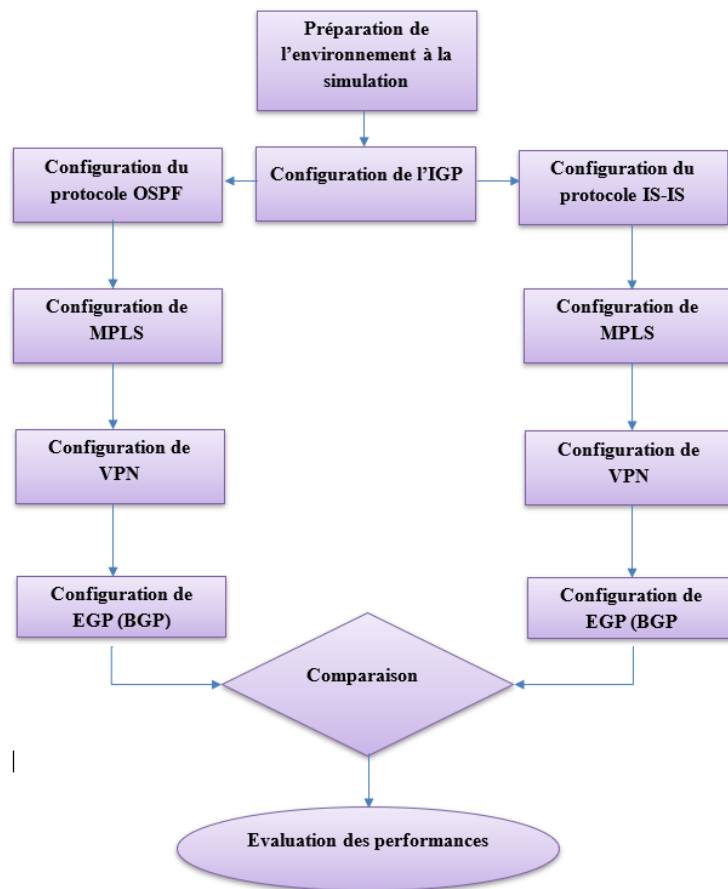 Préparation de
l'environnement à la
simulation
Configuration du
protocole OSPF
Configuration de l'IGP
Configuration du
protocole IS-IS
Configuration de
MPLS
Configuration de
MPLS
Configuration de
VPN
Configuration de
VPN
Configuration de
EGP (BGP)
Configuration de
EGP (BGP
Comparaison
Evaluation des performances